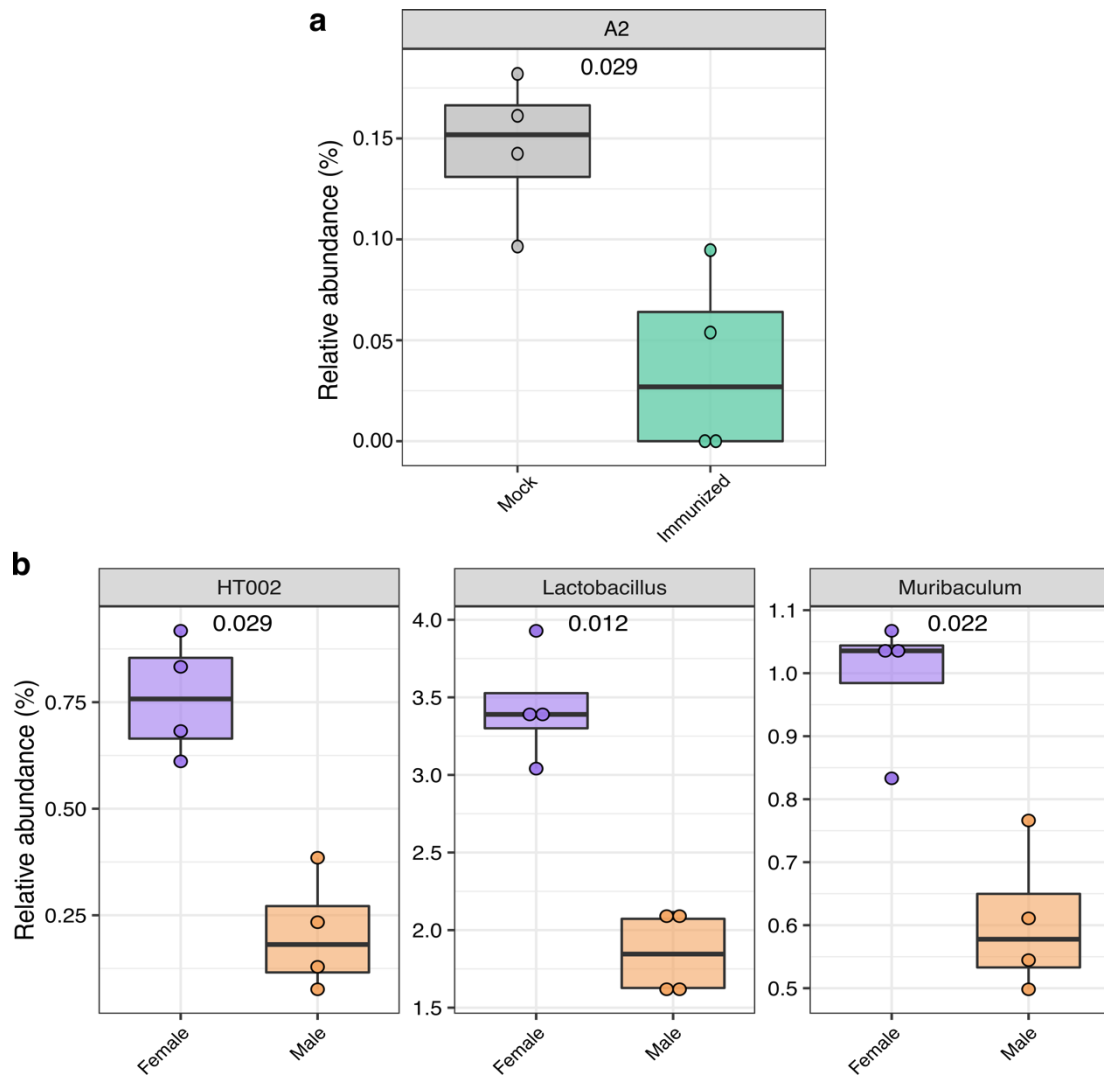 a
A2
0.029
Relative abundance (%)
0.15
0.10
0.05
0.00
Mock
Immunized
b
HT002
0.029
Relative abundance (%)
0.75
0.50
0.25
Female
Male
Lactobacillus
0.012
4.0
3.5
3.0
2.5
2.0
1.5
Female
Male
Muribaculum
0.022
1.1
1.0
0.9
0.8
0.7
0.6
0.5
Female
Male